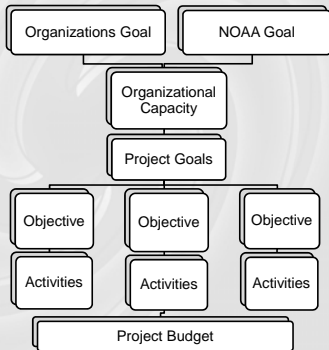 Organizations Goal
NOAA Goal
Organizational
Capacity
Project Goals
Objective
Objective
Objective
Activities
Activities
Activities
Project Budget